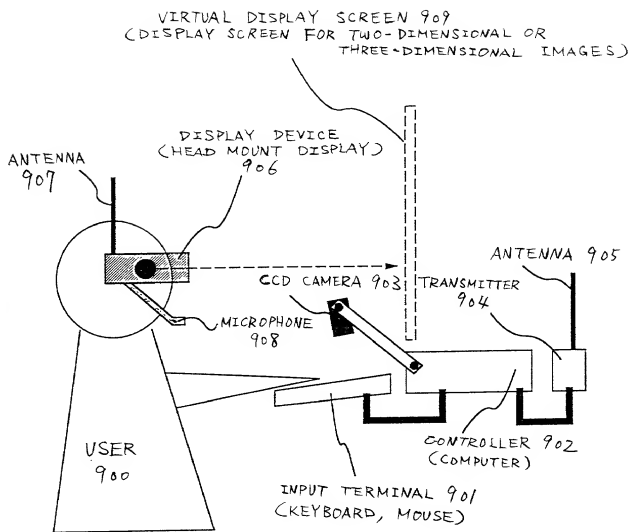 VIRTUAL DISPLAY SCREEN 909
(DISPLAY SCREEN FOR TWO-DIMENSIONAL OR
THREE-DIMENSIONAL IMAGES)
DISPLAY DEVICE
(HEAD MOUNT DISPLAY)
906
ANTENNA
907
ANTENNA 905
CCD CAMERA 903
TRANSMITTER
904
MICROPHONE
908
USER
900
CONTROLLER 902
(COMPUTER)
INPUT TERMINAL 901
(KEYBOARD, MOUSE)